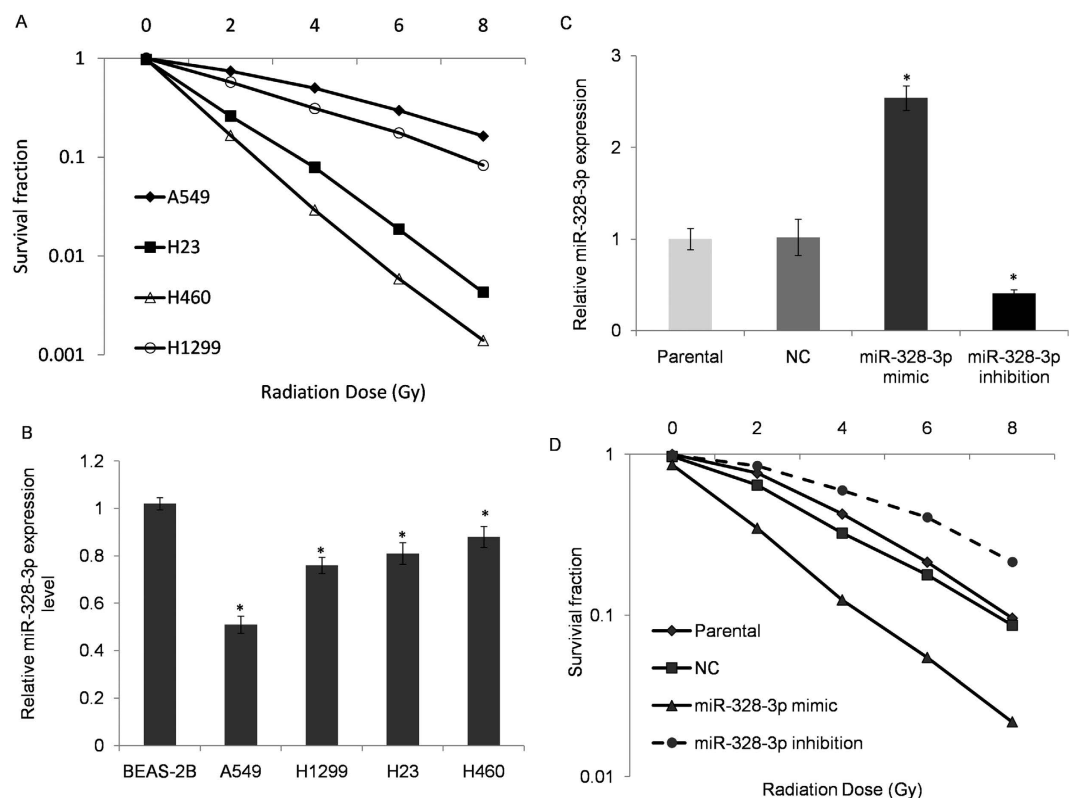 A
0 2 4 6 8
1
0.1
0.01
0.001
Survival fraction
A549
H23
H460
H1299
Radiation Dose (Gy)
B
1.2
1
0.8
0.6
0.4
0.2
0
Relative miR-328-3p expression
level
* * * *
BEAS-2B A549 H1299 H23 H460
C
3
2
1
0
Relative miR-328-3p expression
*
*
Parental NC miR-328-3p miR-328-3p
mimic inhibition
D
0 2 4 6 8
1
0.1
0.01
Survivial fraction
Parental
NC
miR-328-3p mimic
miR-328-3p inhibition
Radiation Dose (Gy)